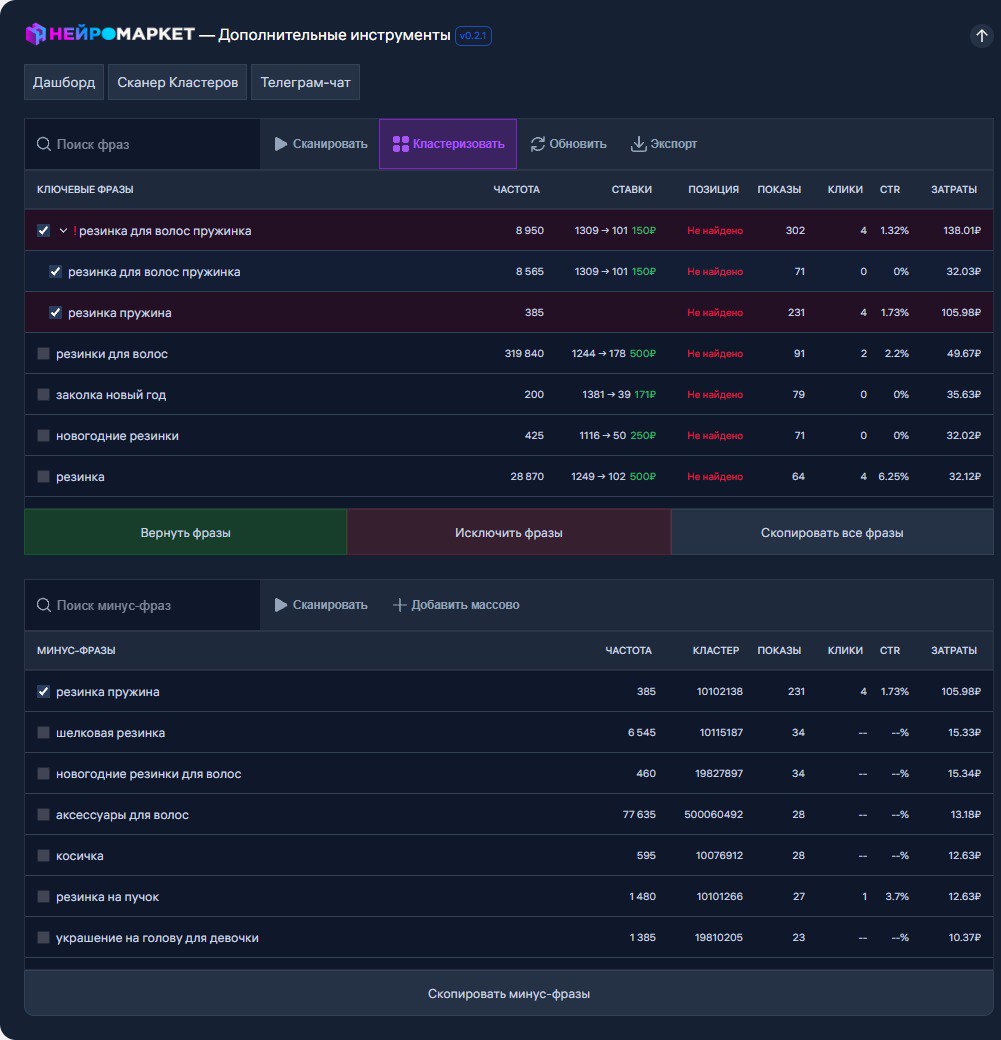 НЕЙРОМАРКЕТ — Дополнительные инструменты v0.2.1
Дашборд Сканер Кластеров Телеграм-чат
Поиск фраз Сканировать Кластеризовать Обновить Экспорт
КЛЮЧЕВЫЕ ФРАЗЫ ЧАСТОТА СТАВКИ ПОЗИЦИЯ ПОКАЗЫ КЛИКИ CTR ЗАТРАТЫ
! резинка для волос пружинка 8 950 1309 → 101 150₽ Не найдено 302 4 1.32% 138.01₽
резинка для волос пружинка 8 565 1309 → 101 150₽ Не найдено 71 0 0% 32.03₽
резинка пружина 385 Не найдено 231 4 1.73% 105.98₽
резинки для волос 319 840 1244 → 178 500₽ Не найдено 91 2 2.2% 49.67₽
заколка новый год 200 1381 → 39 171₽ Не найдено 79 0 0% 35.63₽
новогодние резинки 425 1116 → 50 250₽ Не найдено 71 0 0% 32.02₽
резинка 28 870 1249 → 102 500₽ Не найдено 64 4 6.25% 32.12₽
Вернуть фразы Исключить фразы Скопировать все фразы
Поиск минус-фраз Сканировать Добавить массово
МИНУС-ФРАЗЫ ЧАСТОТА КЛАСТЕР ПОКАЗЫ КЛИКИ CTR ЗАТРАТЫ
резинка пружина 385 10102138 231 4 1.73% 105.98₽
шелковая резинка 6 545 10115187 34 -- --% 15.33₽
новогодние резинки для волос 460 19827897 34 -- --% 15.34₽
аксессуары для волос 77 635 500060492 28 -- --% 13.18₽
косичка 595 10076912 28 -- --% 12.63₽
резинка на пучок 1 480 10101266 27 1 3.7% 12.63₽
украшение на голову для девочки 1 385 19810205 23 -- --% 10.37₽
Скопировать минус-фразы